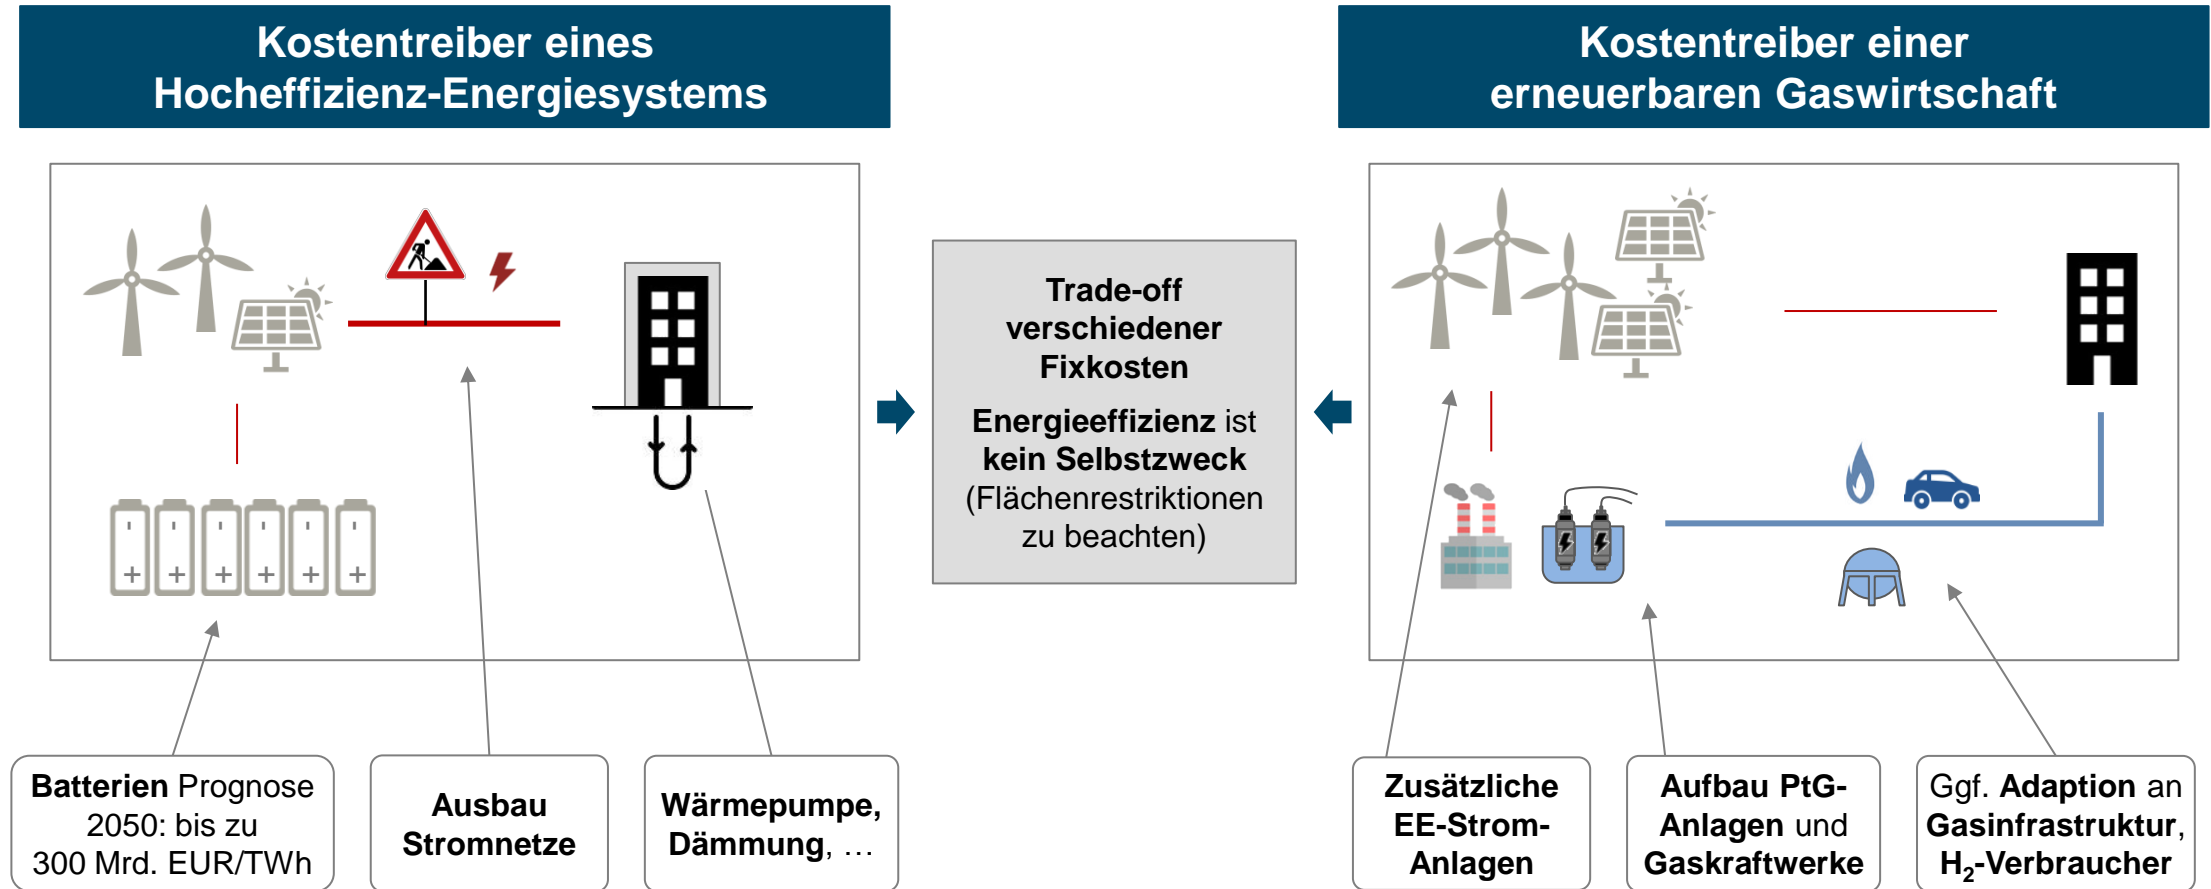 Kostentreiber eines
Hocheffizienz-Energiesystems
Kostentreiber einer
erneuerbaren Gaswirtschaft
Trade-off
verschiedener
Fixkosten
Energieeffizienz ist
kein Selbstzweck
(Flächenrestriktionen
zu beachten)
Batterien Prognose
2050: bis zu
300 Mrd. EUR/TWh
Ausbau
Stromnetze
Wärmepumpe,
Dämmung, …
Zusätzliche
EE-Strom-
Anlagen
Aufbau PtG-
Anlagen und
Gaskraftwerke
Ggf. Adaption an
Gasinfrastruktur,
H₂-Verbraucher